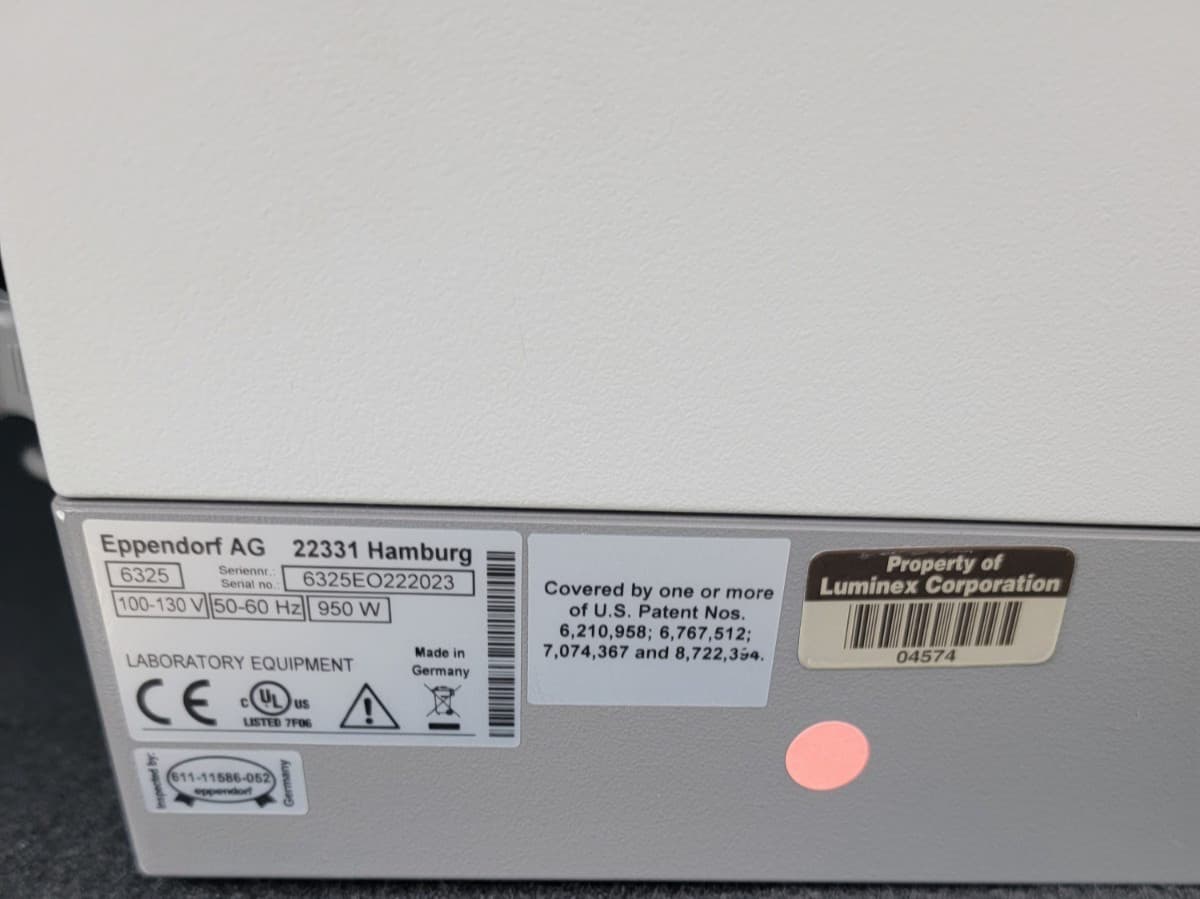 Eppendorf AG 22331 Hamburg
6325 Seriennr.: Serial no.: 6325EO222023
100-130 V 50-60 Hz 950 W
LABORATORY EQUIPMENT
Made in
Germany
CE
c UL US
LISTED 7F06
Inspected by:
611-11586-052
eppendorf
Germany
Covered by one or more
of U.S. Patent Nos.
6,210,958; 6,767,512;
7,074,367 and 8,722,394.
Property of
Luminex Corporation
04574